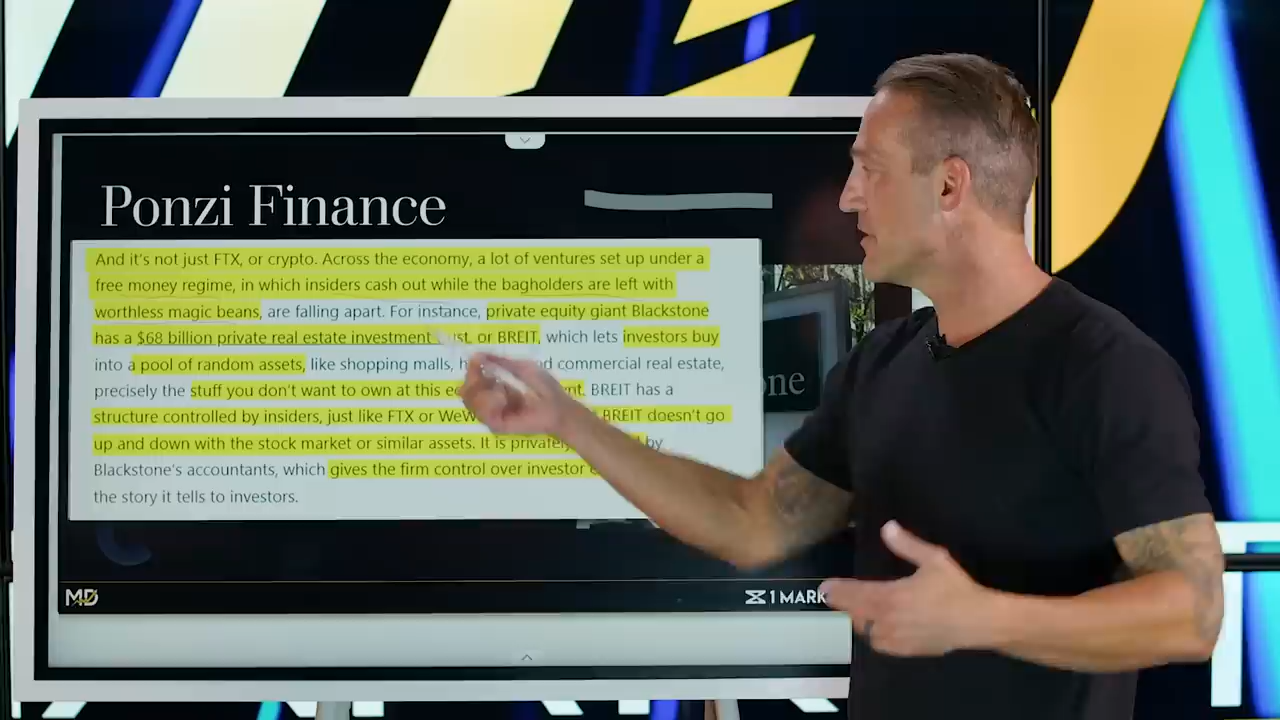 Ponzi Finance
And it's not just FTX, or crypto. Across the economy, a lot of ventures set up under a
free money regime, in which insiders cash out while the bagholders are left with
worthless magic beans, are falling apart. For instance, private equity giant Blackstone
has a $68 billion private real estate investment or BREIT, which lets investors buy
into a pool of random assets, like shopping malls, commercial real estate,
precisely the stuff you don't want to own at this BREIT has a
structure controlled by insiders, just like FTX or BREIT doesn't go
up and down with the stock market or similar assets. It is by
Blackstone's accountants, which gives the firm control over investor
the story it tells to investors.
MD
1 MARK